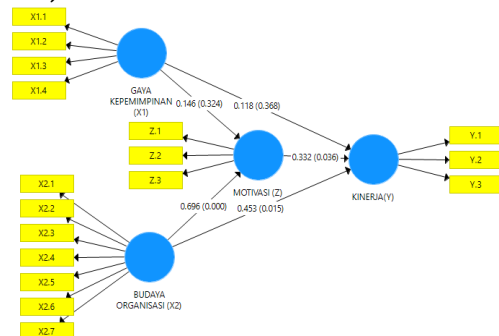 X1.1
X1.2
X1.3
X1.4
GAYA
KEPEMIMPINAN
(X1)
0.146 (0.324)
0.118 (0.368)
Z.1
Z.2
Z.3
MOTIVASI (Z)
0.332 (0.036)
KINERJA(Y)
Y.1
Y.2
Y.3
0.696 (0.000)
0.453 (0.015)
X2.1
X2.2
X2.3
X2.4
X2.5
X2.6
X2.7
BUDAYA
ORGANISASI (X2)